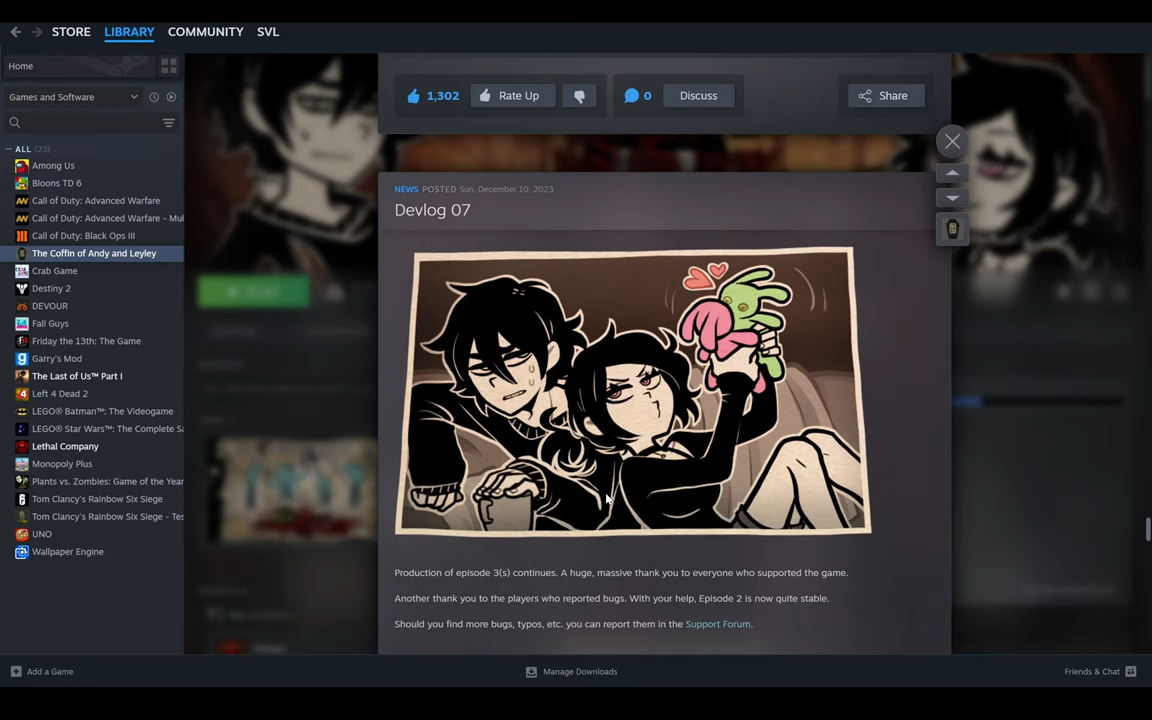 STORE LIBRARY COMMUNITY SVL
Home
Games and Software
ALL (23)
Among Us
Bloons TD 6
Call of Duty: Advanced Warfare
Call of Duty: Advanced Warfare - Mul
Call of Duty: Black Ops III
The Coffin of Andy and Leyley
Crab Game
Destiny 2
DEVOUR
Fall Guys
Friday the 13th: The Game
Garry's Mod
The Last of Us™ Part I
Left 4 Dead 2
LEGO® Batman™: The Videogame
LEGO® Star Wars™: The Complete Sa
Lethal Company
Monopoly Plus
Plants vs. Zombies: Game of the Year
Tom Clancy's Rainbow Six Siege
Tom Clancy's Rainbow Six Siege - Tes
UNO
Wallpaper Engine
1,302 Rate Up 0 Discuss Share
NEWS POSTED Sun, December 10, 2023
Devlog 07
Production of episode 3(s) continues. A huge, massive thank you to everyone who supported the game.
Another thank you to the players who reported bugs. With your help, Episode 2 is now quite stable.
Should you find more bugs, typos, etc. you can report them in the Support Forum.
Add a Game Manage Downloads Friends & Chat